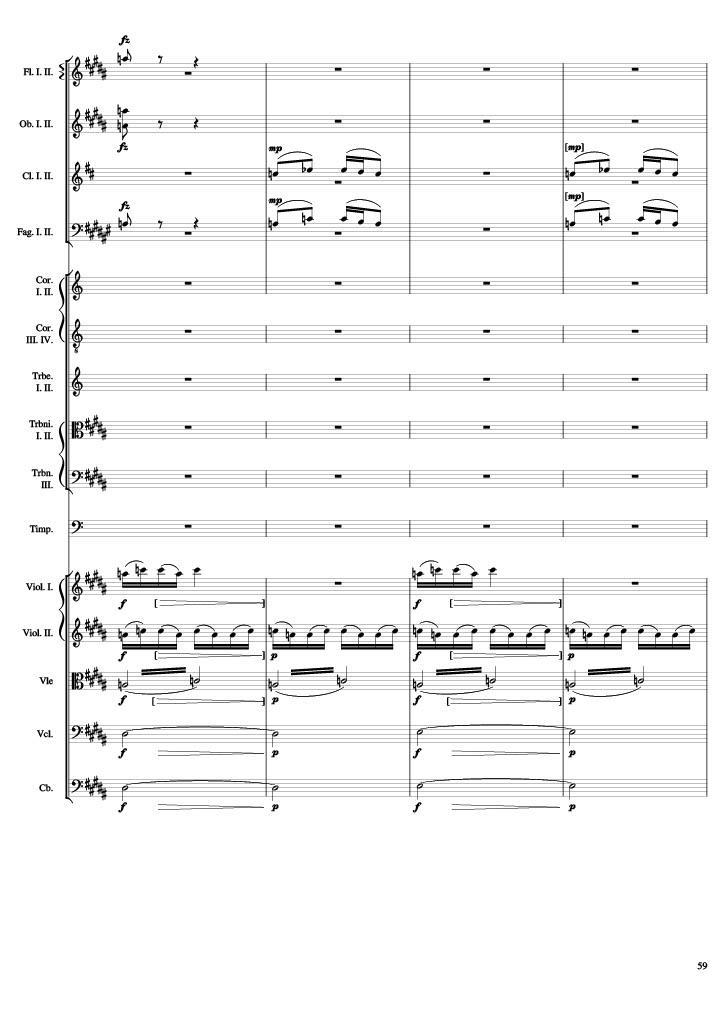 fz
Fl. I. II.
Ob. I. II.
fz
mp
[mp]
Cl. I. II.
fz
mp
[mp]
Fag. I. II.
Cor.
I. II.
Cor.
III. IV.
8
Trbe.
I. II.
Trbni.
I. II.
Trbn.
III.
Timp.
Viol. I.
f [ ] f [ ]
Viol. II.
f [ ] p f [ ] p
Vle
f [ ] p f [ ] p
Vcl.
f p f p
Cb.
f p f p
59